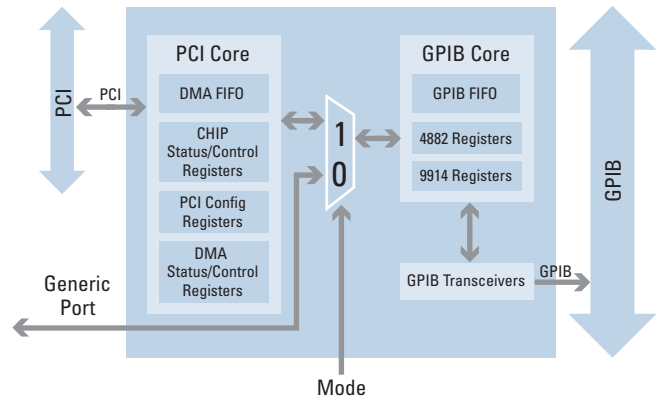 PCI
PCI
PCI Core
DMA FIFO
CHIP
Status/Control
Registers
PCI Config
Registers
DMA
Status/Control
Registers
1
0
GPIB Core
GPIB FIFO
4882 Registers
9914 Registers
GPIB Transceivers
GPIB
GPIB
Generic
Port
Mode